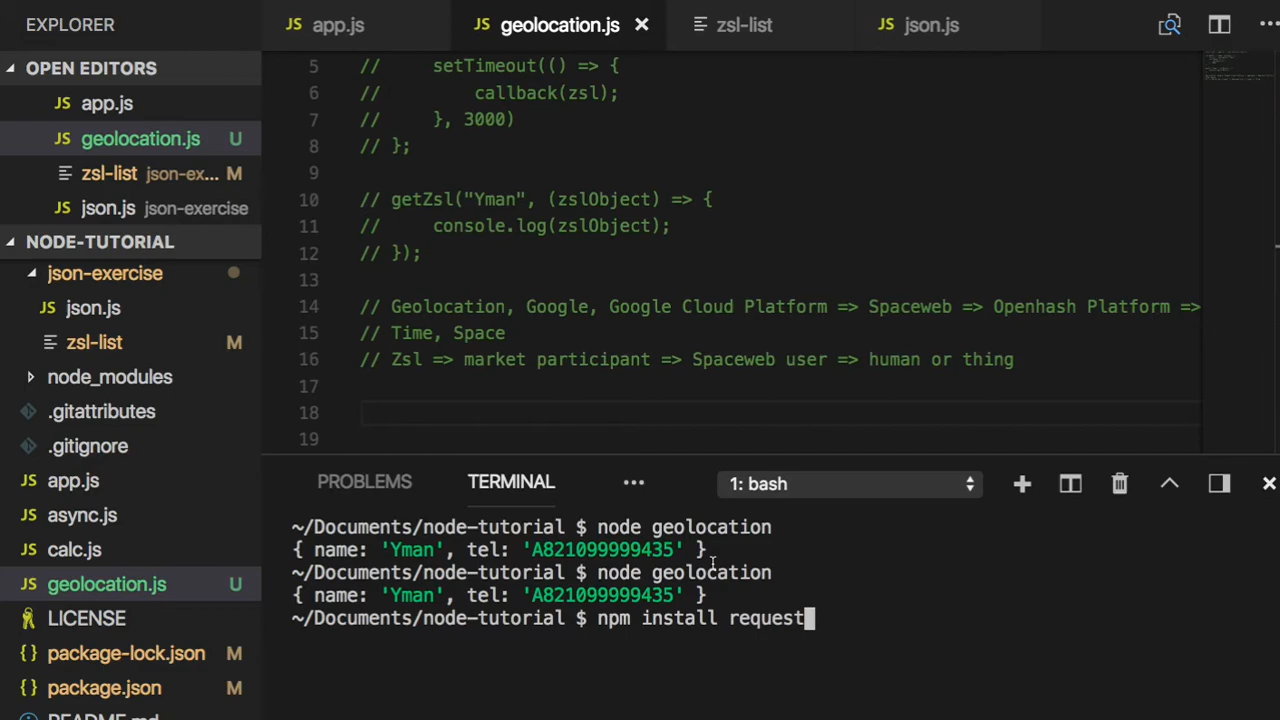 EXPLORER
OPEN EDITORS
JS app.js
JS geolocation.js U
zsl-list json-ex... M
JS json.js json-exercise
NODE-TUTORIAL
json-exercise
JS json.js
zsl-list M
node_modules
.gitattributes
.gitignore
JS app.js
JS async.js
JS calc.js
JS geolocation.js U
LICENSE
{} package-lock.json M
{} package.json M
README.md
JS app.js JS geolocation.js zsl-list JS json.js
5 // setTimeout(() => {
6 // callback(zsl);
7 // }, 3000)
8 // };
9
10 // getZsl("Yman", (zslObject) => {
11 // console.log(zslObject);
12 // });
13
14 // Geolocation, Google, Google Cloud Platform => Spaceweb => Openhash Platform =>
15 // Time, Space
16 // Zsl => market participant => Spaceweb user => human or thing
17
18
19
PROBLEMS TERMINAL ... 1: bash
~/Documents/node-tutorial $ node geolocation
{ name: 'Yman', tel: 'A821099999435' }
~/Documents/node-tutorial $ node geolocation
{ name: 'Yman', tel: 'A821099999435' }
~/Documents/node-tutorial $ npm install request